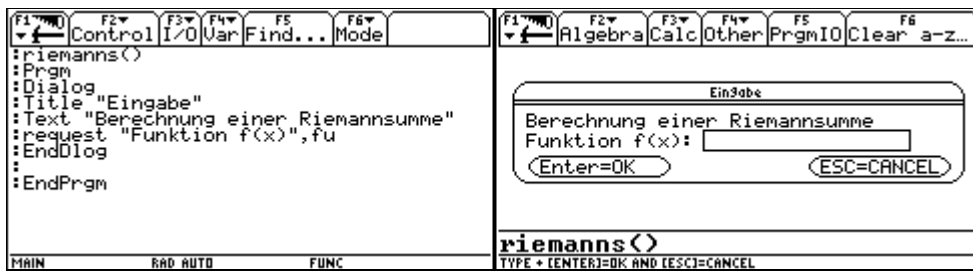 F1 F2 F3 F4 F5 F6
Control I/O Var Find... Mode
:riemanns()
:Prgm
:Dialog
:Title "Eingabe"
:Text "Berechnung einer Riemannsumme"
:request "Funktion f(x)",fu
:EndDlog
:
:EndPrgm
MAIN RAD AUTO FUNC
F1 F2 F3 F4 F5 F6
Algebra Calc Other PrgmIO Clear a-z...
Eingabe
Berechnung einer Riemannsumme
Funktion f(x):
Enter=OK ESC=CANCEL
riemanns()
TYPE + [ENTER]=OK AND [ESC]=CANCEL